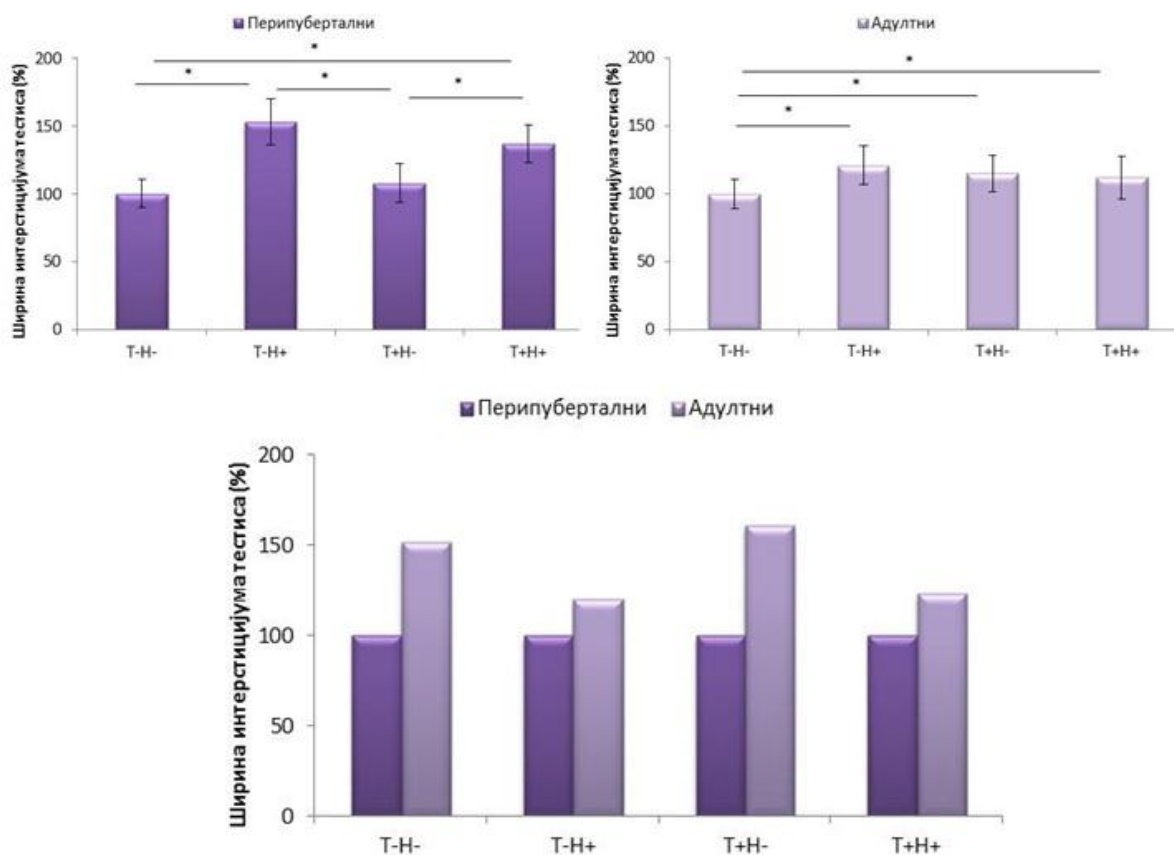 Перипубертални
Ширина интерстицијума тестиса (%)
200
150
100
50
0
* * * *
Т-Н- Т-Н+ Т+Н- Т+Н+
Адултни
Ширина интерстицијума тестиса (%)
200
150
100
50
0
* * *
Т-Н- Т-Н+ Т+Н- Т+Н+
Перипубертални Адултни
Ширина интерстицијума тестиса (%)
200
150
100
50
0
Т-Н- Т-Н+ Т+Н- Т+Н+